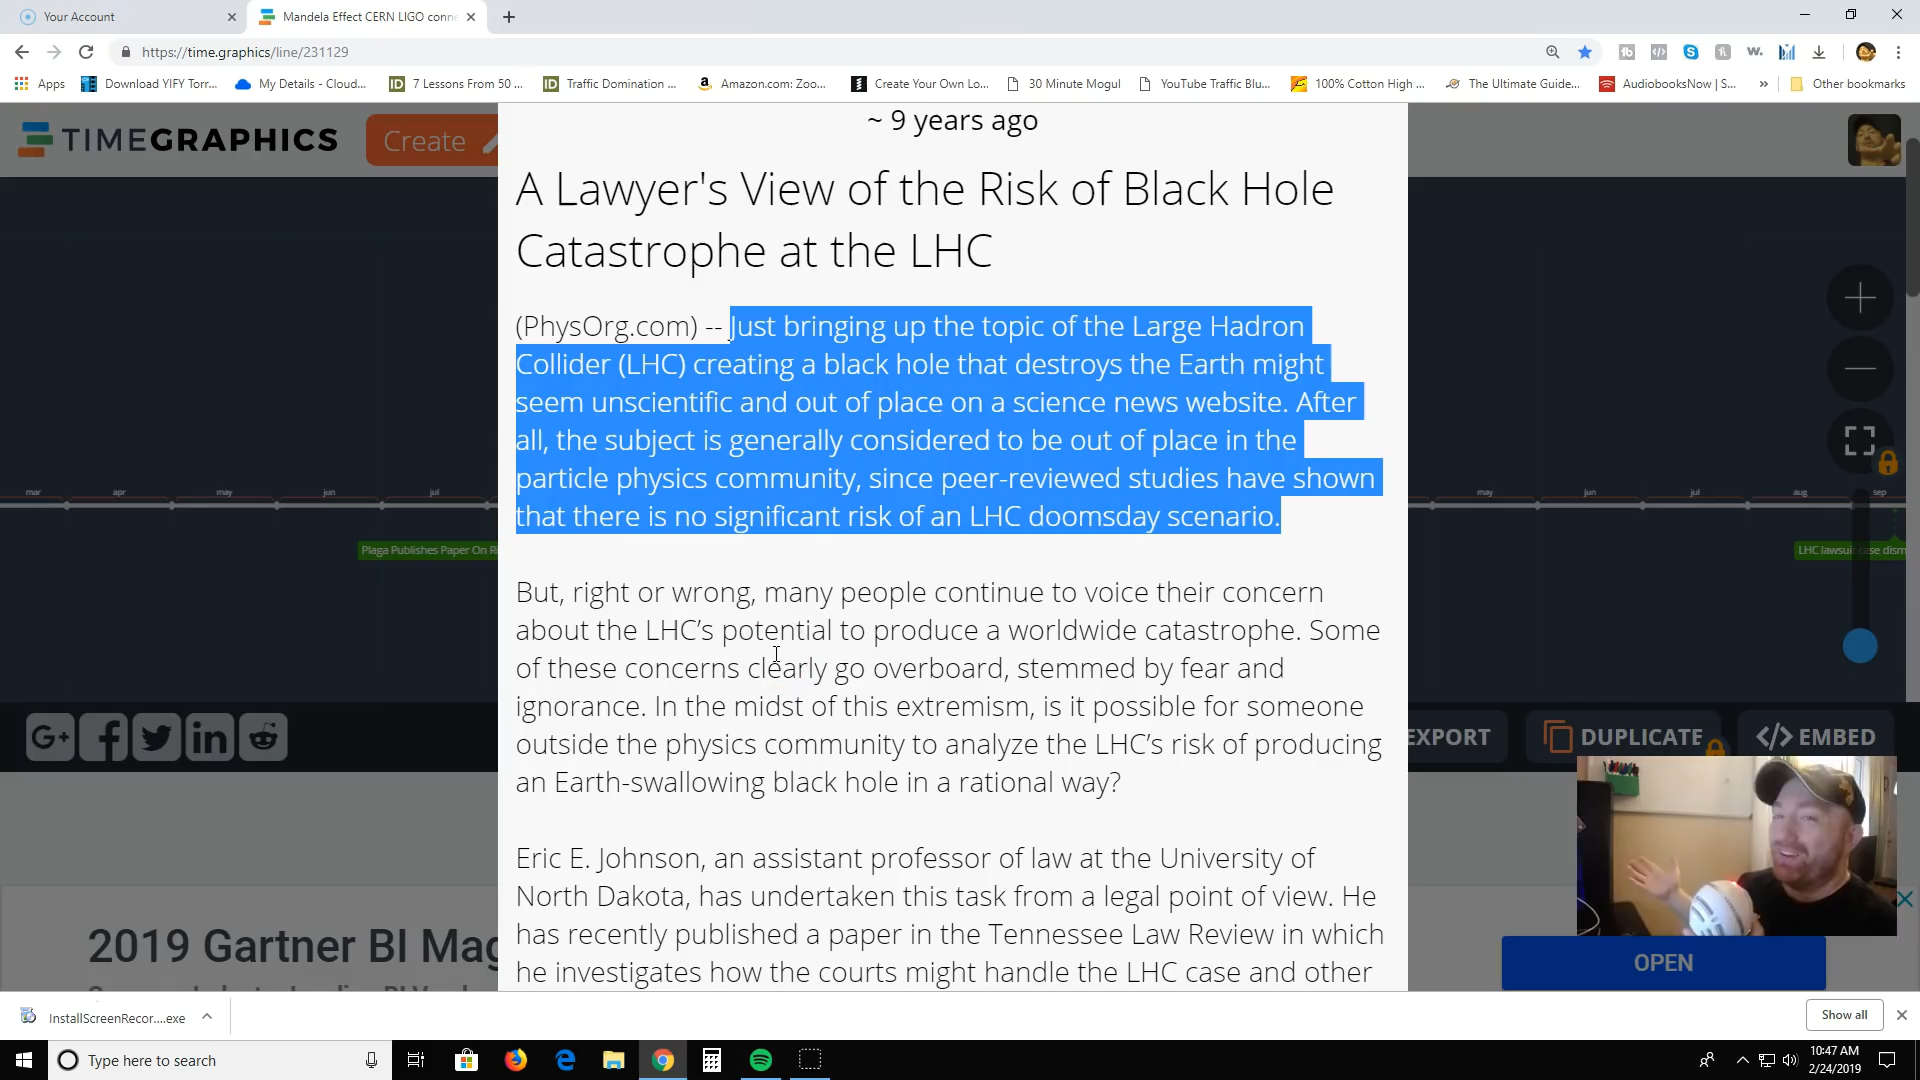 Your Account
Mandela Effect CERN LIGO conne
https://time.graphics/line/231129
Apps
Download YIFY Torr...
My Details - Cloud...
7 Lessons From 50 ...
Traffic Domination ...
Amazon.com: Zoo...
Create Your Own Lo...
30 Minute Mogul
YouTube Traffic Blu...
100% Cotton High ...
The Ultimate Guide...
AudiobooksNow | S...
Other bookmarks
TIMEGRAPHICS
Create
~ 9 years ago
A Lawyer's View of the Risk of Black Hole
Catastrophe at the LHC
(PhysOrg.com) -- Just bringing up the topic of the Large Hadron
Collider (LHC) creating a black hole that destroys the Earth might
seem unscientific and out of place on a science news website. After
all, the subject is generally considered to be out of place in the
particle physics community, since peer-reviewed studies have shown
that there is no significant risk of an LHC doomsday scenario.
mar apr may jun jul
may jun jul aug sep
Plaga Publishes Paper On Ri
LHC lawsuit case dism
But, right or wrong, many people continue to voice their concern
about the LHC’s potential to produce a worldwide catastrophe. Some
of these concerns clearly go overboard, stemmed by fear and
ignorance. In the midst of this extremism, is it possible for someone
outside the physics community to analyze the LHC’s risk of producing
an Earth-swallowing black hole in a rational way?
G+ f in
EXPORT
DUPLICATE
</> EMBED
Eric E. Johnson, an assistant professor of law at the University of
North Dakota, has undertaken this task from a legal point of view. He
has recently published a paper in the Tennessee Law Review in which
he investigates how the courts might handle the LHC case and other
2019 Gartner BI Mag
OPEN
InstallScreenRecor....exe
Show all
Type here to search
10:47 AM
2/24/2019